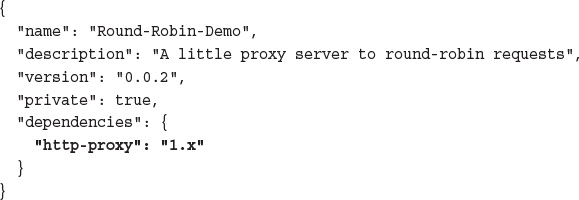 {
  "name": "Round-Robin-Demo",
  "description": "A little proxy server to round-robin requests",
  "version": "0.0.2",
  "private": true,
  "dependencies": {
    "http-proxy": "1.x"
  }
}